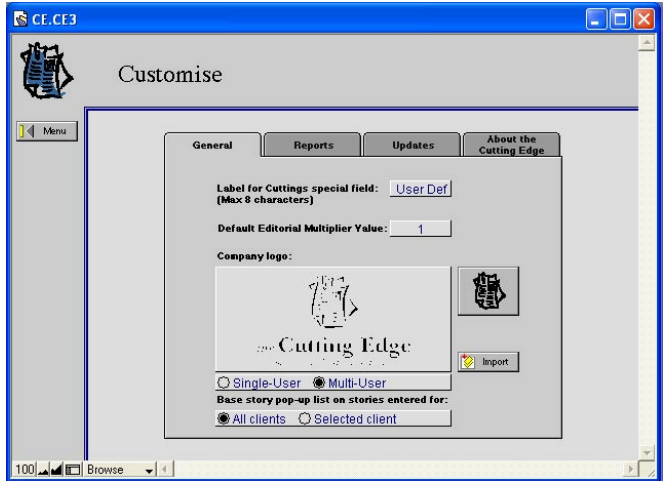 CE.CE3
Customise
Menu
General
Reports
Updates
About the
Cutting Edge
Label for Cuttings special field:
(Max 8 characters)
User Def
Default Editorial Multiplier Value:
1
Company logo:
the Cutting Edge
Import
Single-User
Multi-User
Base story pop-up list on stories entered for:
All clients
Selected client
100
Browse